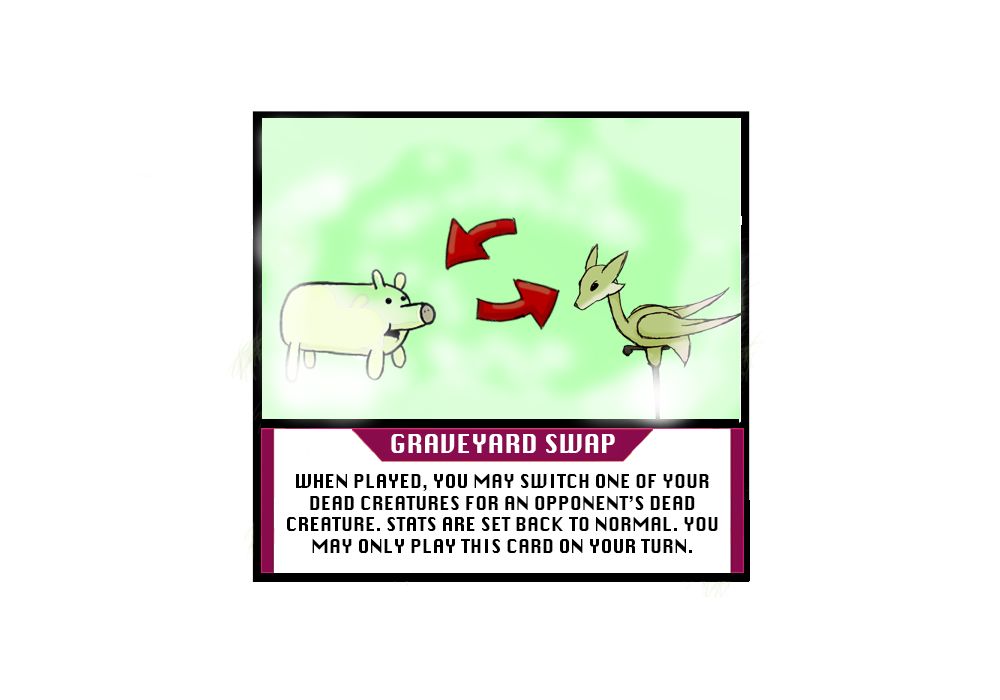 GRAVEYARD SWAP
WHEN PLAYED, YOU MAY SWITCH ONE OF YOUR
DEAD CREATURES FOR AN OPPONENT'S DEAD
CREATURE. STATS ARE SET BACK TO NORMAL. YOU
MAY ONLY PLAY THIS CARD ON YOUR TURN.